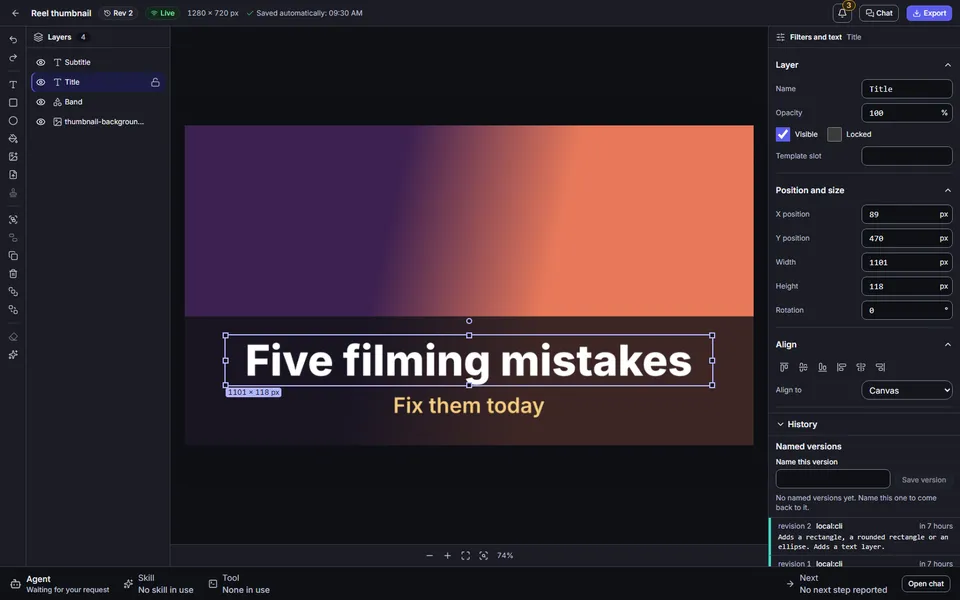 Reel thumbnail
Rev 2
Live
1280 × 720 px
Saved automatically: 09:30 AM
3
Chat
Export
Layers 4
Subtitle
Title
Band
thumbnail-backgroun...
Five filming mistakes
1101 × 118 px
Fix them today
74%
Filters and text Title
Layer
Name Title
Opacity 100 %
Visible Locked
Template slot
Position and size
X position 89 px
Y position 470 px
Width 1101 px
Height 118 px
Rotation 0 °
Align
Align to Canvas
History
Named versions
Name this version
Save version
No named versions yet. Name this one to come
back to it.
revision 2 local:cli in 7 hours
Adds a rectangle, a rounded rectangle or an
ellipse. Adds a text layer.
revision 1 local:cli in 7 hours
Agent
Waiting for your request
Skill
No skill in use
Tool
None in use
Next
No next step reported
Open chat